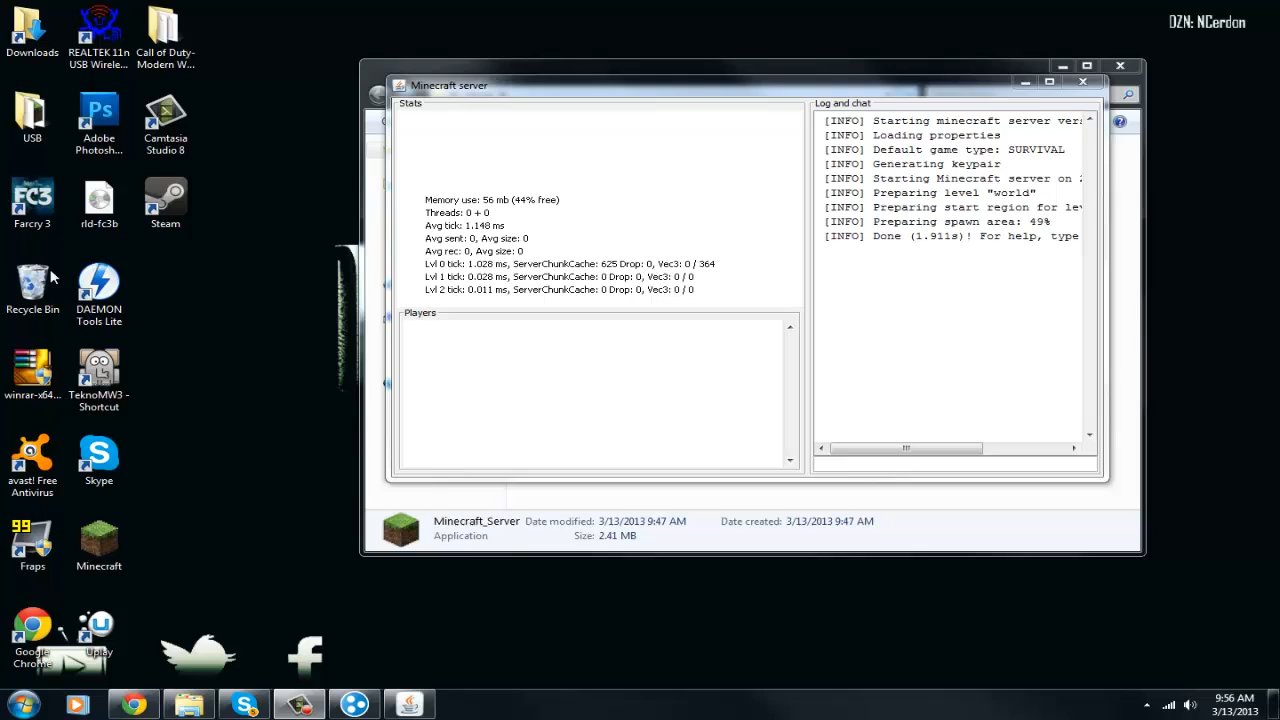 DZN: NCerdon
Downloads
REALTEK 11n
USB Wirele...
Call of Duty-
Modern W...
USB
Adobe
Photosh...
Camtasia
Studio 8
FC3
Farcry 3
rld-fc3b
Steam
Recycle Bin
DAEMON
Tools Lite
winrar-x64...
TeknoMW3 -
Shortcut
avast! Free
Antivirus
Skype
99
Fraps
Minecraft
Google
Chrome
Uplay
Minecraft server
Stats
Memory use: 56 mb (44% free)
Threads: 0 + 0
Avg tick: 1.148 ms
Avg sent: 0, Avg size: 0
Avg rec: 0, Avg size: 0
Lvl 0 tick: 1.028 ms, ServerChunkCache: 625 Drop: 0, Vec3: 0 / 364
Lvl 1 tick: 0.028 ms, ServerChunkCache: 0 Drop: 0, Vec3: 0 / 0
Lvl 2 tick: 0.011 ms, ServerChunkCache: 0 Drop: 0, Vec3: 0 / 0
Players
Log and chat
[INFO] Starting minecraft server vers
[INFO] Loading properties
[INFO] Default game type: SURVIVAL
[INFO] Generating keypair
[INFO] Starting Minecraft server on
[INFO] Preparing level "world"
[INFO] Preparing start region for lev
[INFO] Preparing spawn area: 49%
[INFO] Done (1.911s)! For help, type
Minecraft_Server Date modified: 3/13/2013 9:47 AM Date created: 3/13/2013 9:47 AM
Application Size: 2.41 MB
9:56 AM
3/13/2013